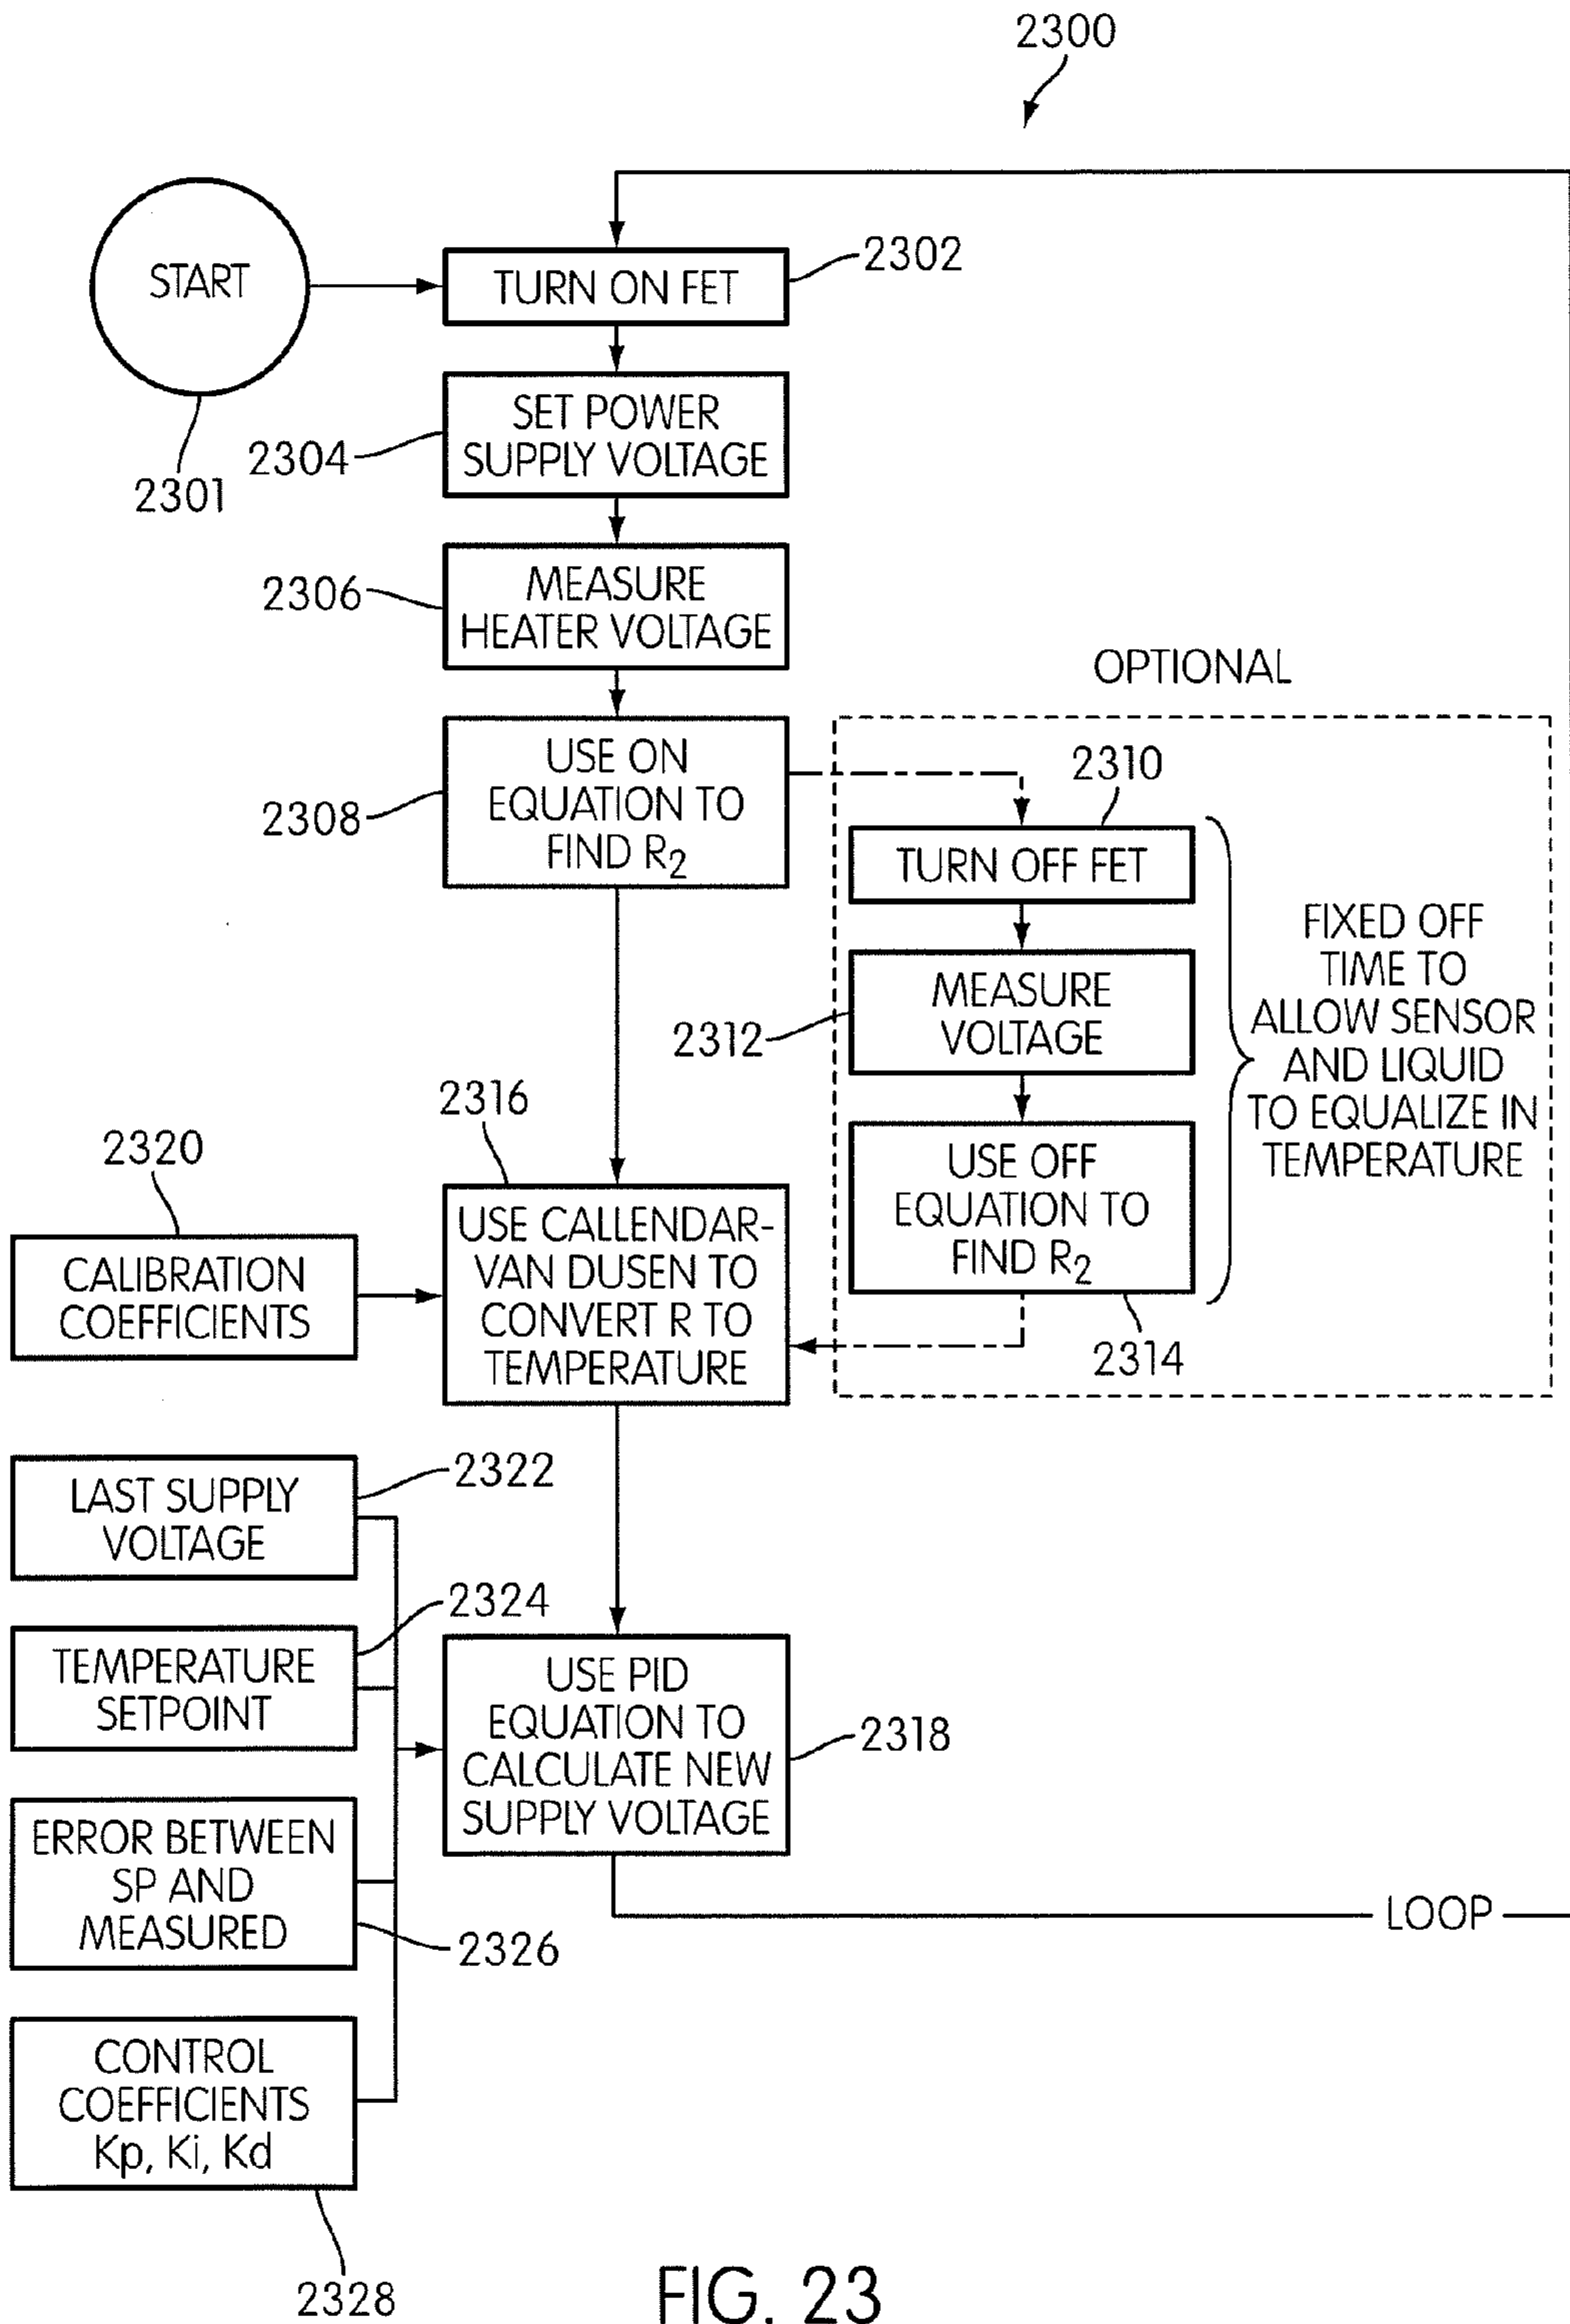 2300
START
2301
TURN ON FET
2302
SET POWER
SUPPLY VOLTAGE
2304
MEASURE
HEATER VOLTAGE
2306
USE ON
EQUATION TO
FIND R2
2308
OPTIONAL
2310
TURN OFF FET
MEASURE
VOLTAGE
2312
USE OFF
EQUATION TO
FIND R2
2314
FIXED OFF
TIME TO
ALLOW SENSOR
AND LIQUID
TO EQUALIZE IN
TEMPERATURE
2316
USE CALLENDAR-
VAN DUSEN TO
CONVERT R TO
TEMPERATURE
2320
CALIBRATION
COEFFICIENTS
LAST SUPPLY
VOLTAGE
2322
TEMPERATURE
SETPOINT
2324
ERROR BETWEEN
SP AND
MEASURED
2326
CONTROL
COEFFICIENTS
Kp, Ki, Kd
2328
USE PID
EQUATION TO
CALCULATE NEW
SUPPLY VOLTAGE
2318
LOOP
FIG. 23